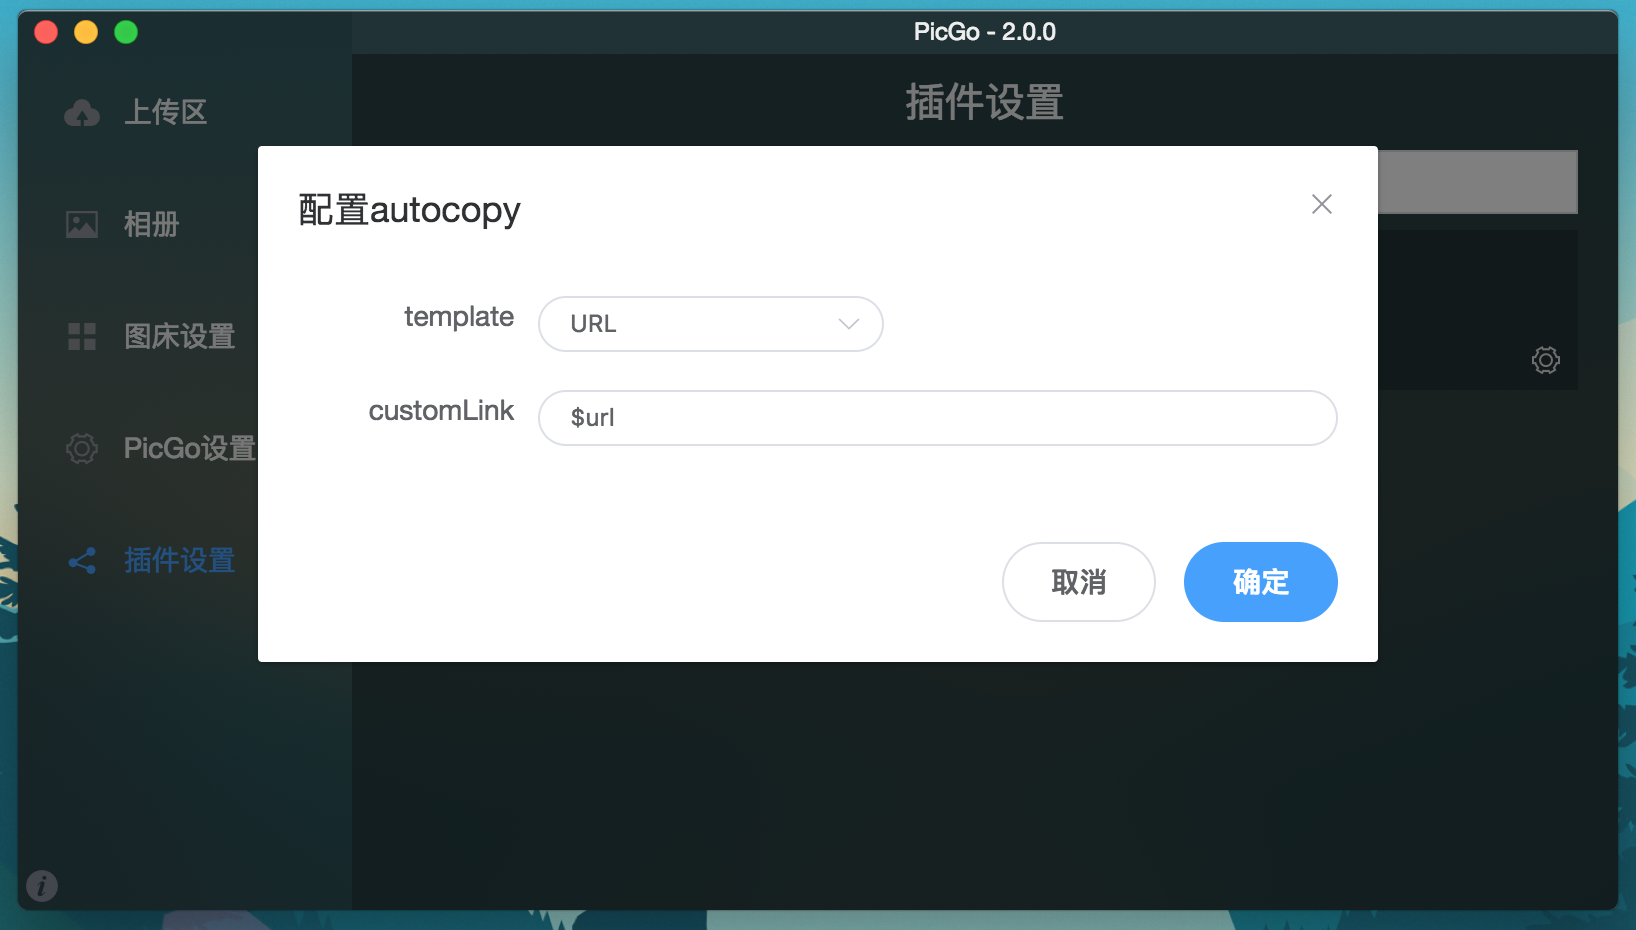 PicGo - 2.0.0
上传区
相册
图床设置
PicGo设置
插件设置
插件设置
配置autocopy
template
URL
customLink
$url
取消
确定